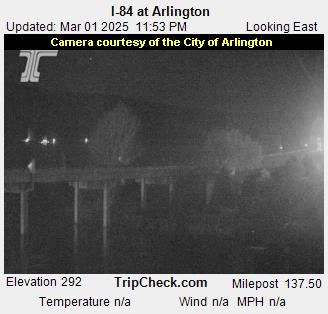 I-84 at Arlington
Updated: Mar 01 2025 11:53 PM Looking East
Camera courtesy of the City of Arlington
Elevation 292 TripCheck.com Milepost 137.50
Temperature n/a Wind n/a MPH n/a